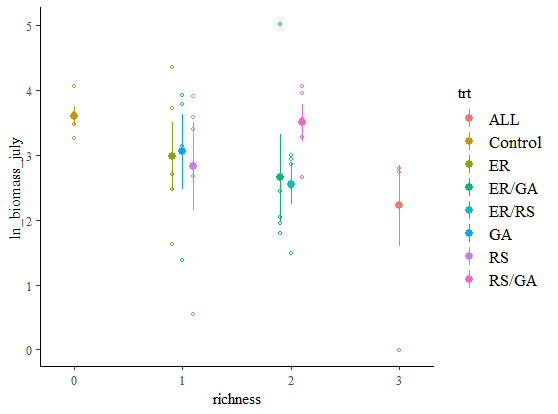 5
4
3
2
1
0
ln_biomass_july
0
1
2
3
richness
trt
ALL
Control
ER
ER/GA
ER/RS
GA
RS
RS/GA